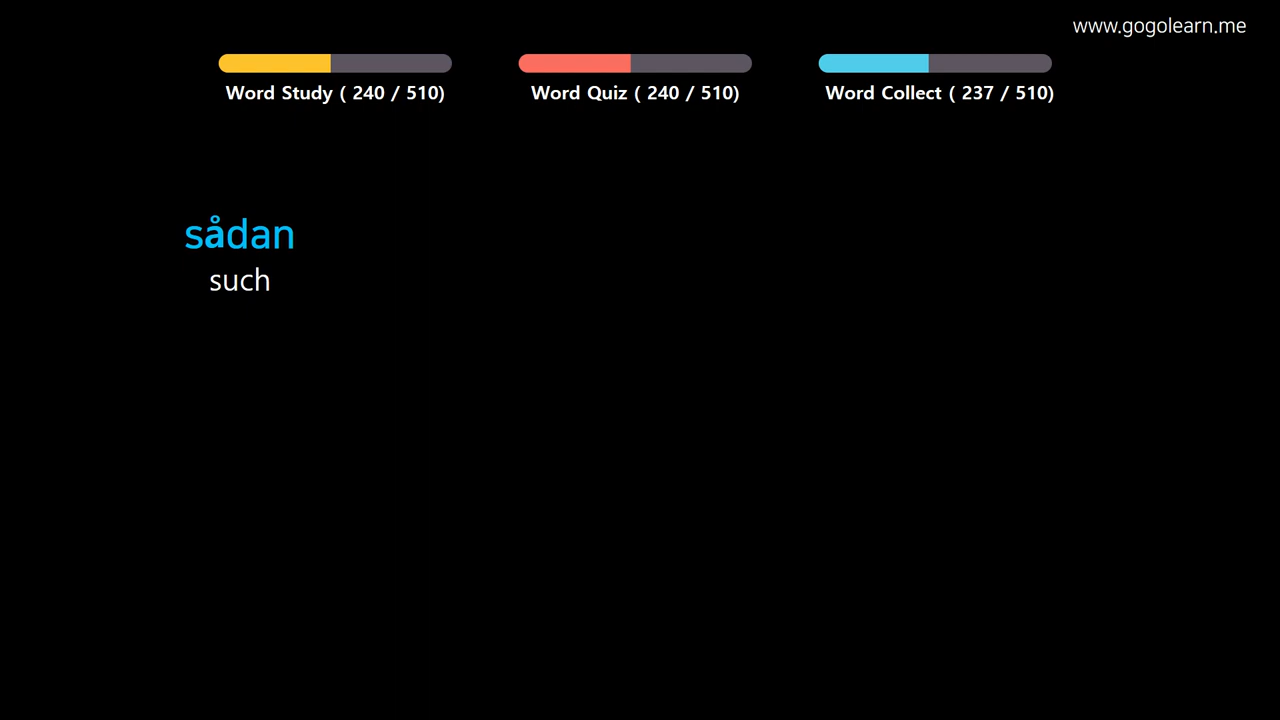 www.gogolearn.me
Word Study ( 240 / 510)
Word Quiz ( 240 / 510)
Word Collect ( 237 / 510)
sådan
such